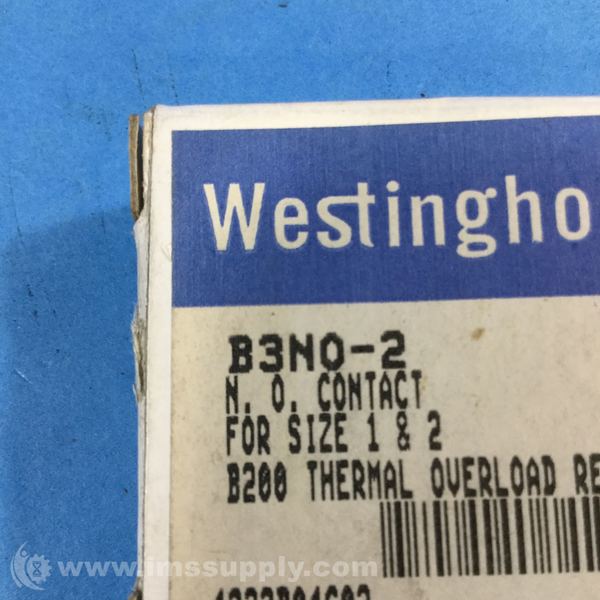 Westingho
B3NO-2
N. O. CONTACT
FOR SIZE 1 & 2
B200 THERMAL OVERLOAD RE
www.imssupply.com